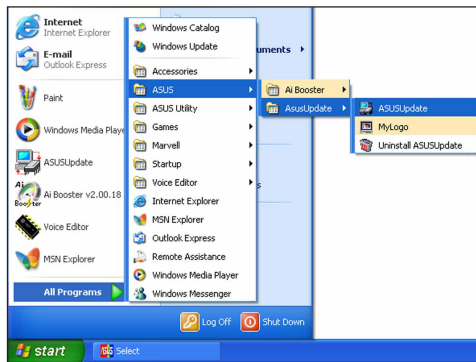 Internet
Internet Explorer
E-mail
Outlook Express
Paint
Windows Media Playe
ASUSUpdate
Ai Booster v2.00.18
Voice Editor
MSN Explorer
All Programs
Windows Catalog
Windows Update
Accessories
ASUS
ASUS Utility
Games
Marvell
Startup
Voice Editor
Internet Explorer
MSN Explorer
Outlook Express
Remote Assistance
Windows Media Player
Windows Messenger
uments
s
Ai Booster
AsusUpdate
ASUSUpdate
MyLogo
Uninstall ASUSUpdate
Log Off
Shut Down
start
Select